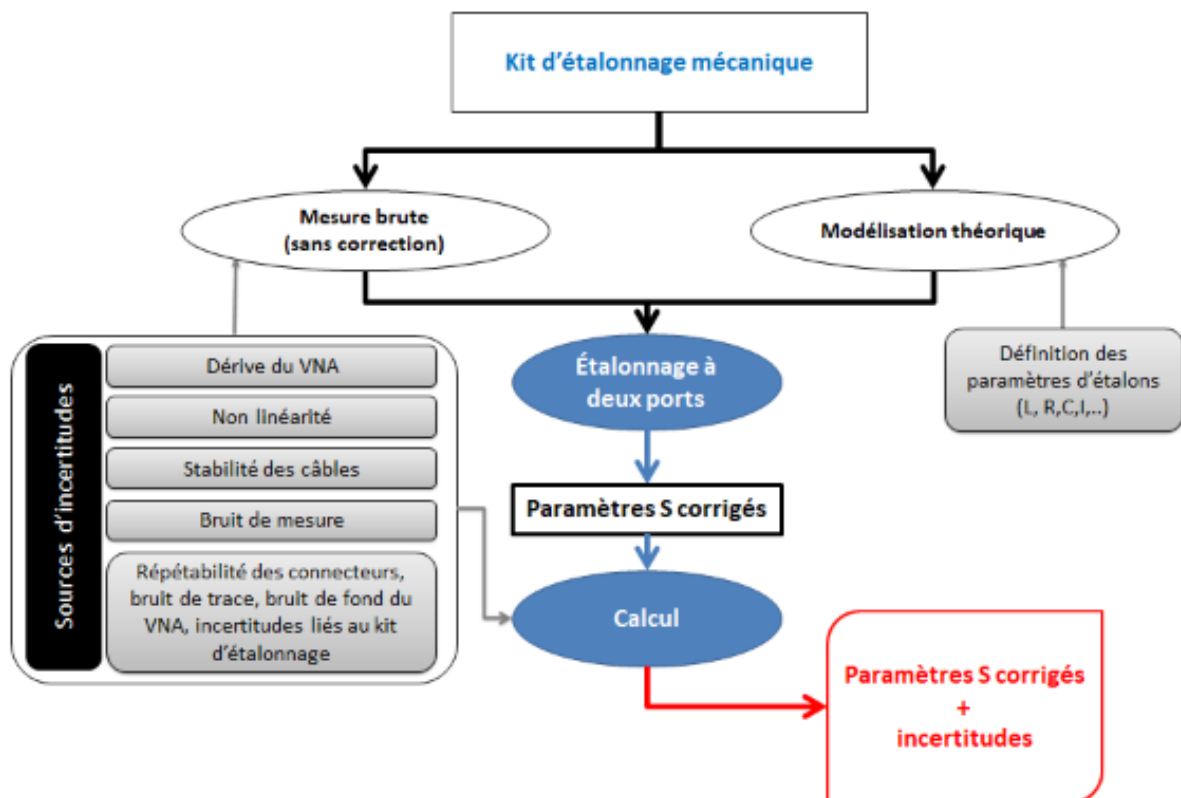 Kit d'étalonnage mécanique
Mesure brute
(sans correction)
Modélisation théorique
Sources d'incertitudes
Dérive du VNA
Non linéarité
Stabilité des câbles
Bruit de mesure
Répétabilité des connecteurs,
bruit de trace, bruit de fond du
VNA, incertitudes liés au kit
d'étalonnage
Étalonnage à
deux ports
Définition des
paramètres d'étalons
(L, R,C,I,..)
Paramètres S corrigés
Calcul
Paramètres S corrigés
+
incertitudes